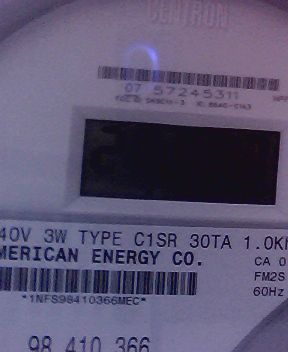 CENTRON
07 57245311
40V 3W TYPE C1SR 30TA 1.0K
MERICAN ENERGY CO.
CA 0
FM2S
60Hz
*1NFS98410366MEC*
98 410 366